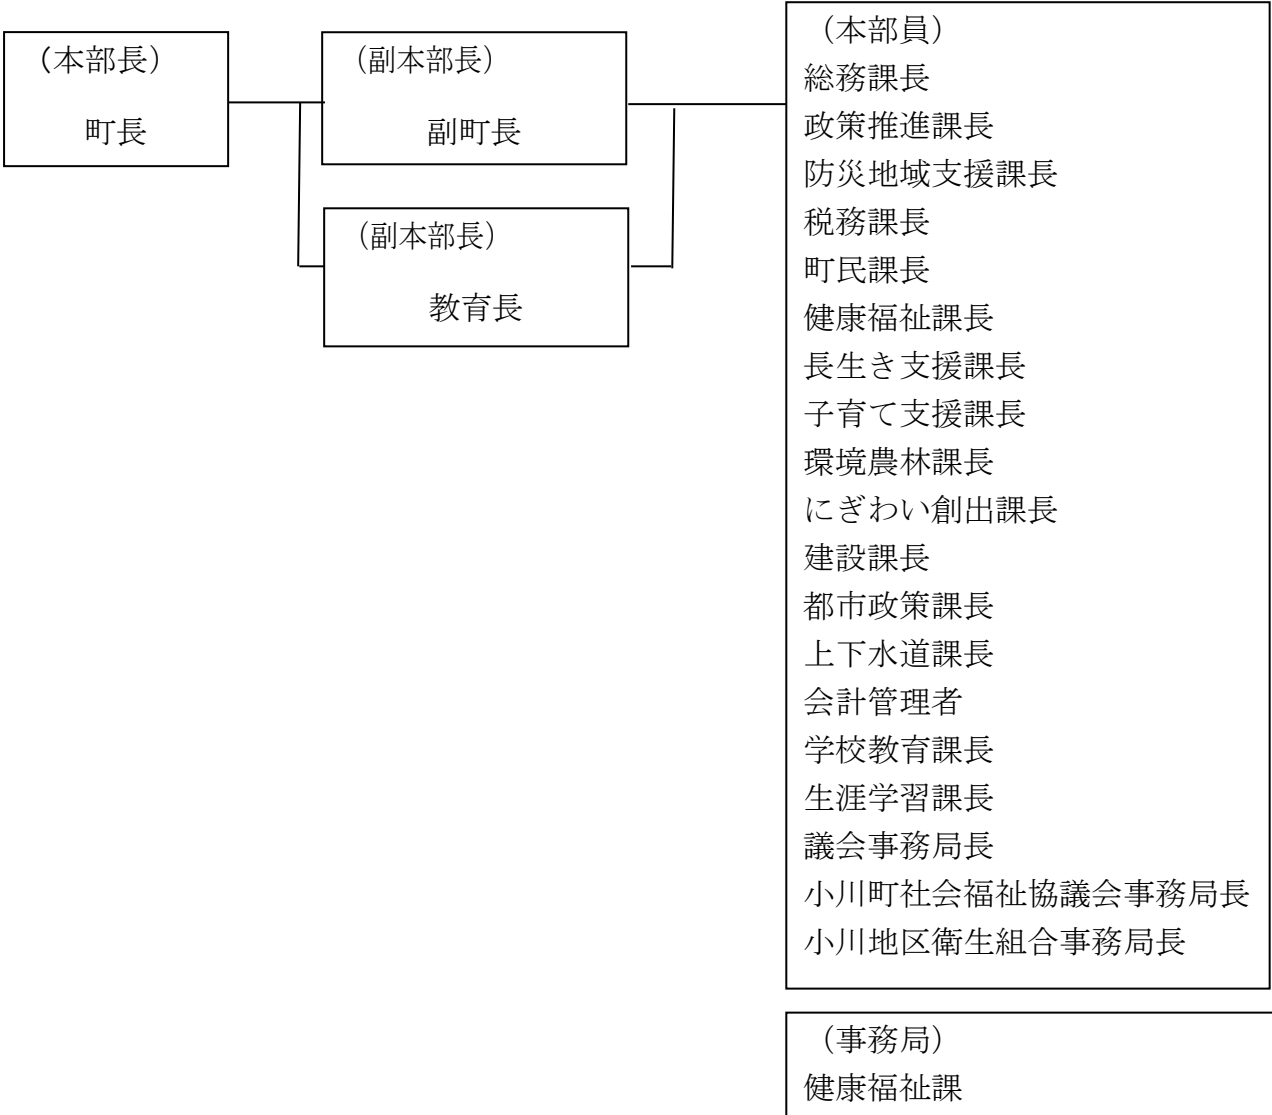 （本部長）
町長
（副本部長）
副町長
（副本部長）
教育長
（本部員）
総務課長
政策推進課長
防災地域支援課長
税務課長
町民課長
健康福祉課長
長生き支援課長
子育て支援課長
環境農林課長
にぎわい創出課長
建設課長
都市政策課長
上下水道課長
会計管理者
学校教育課長
生涯学習課長
議会事務局長
小川町社会福祉協議会事務局長
小川地区衛生組合事務局長
（事務局）
健康福祉課